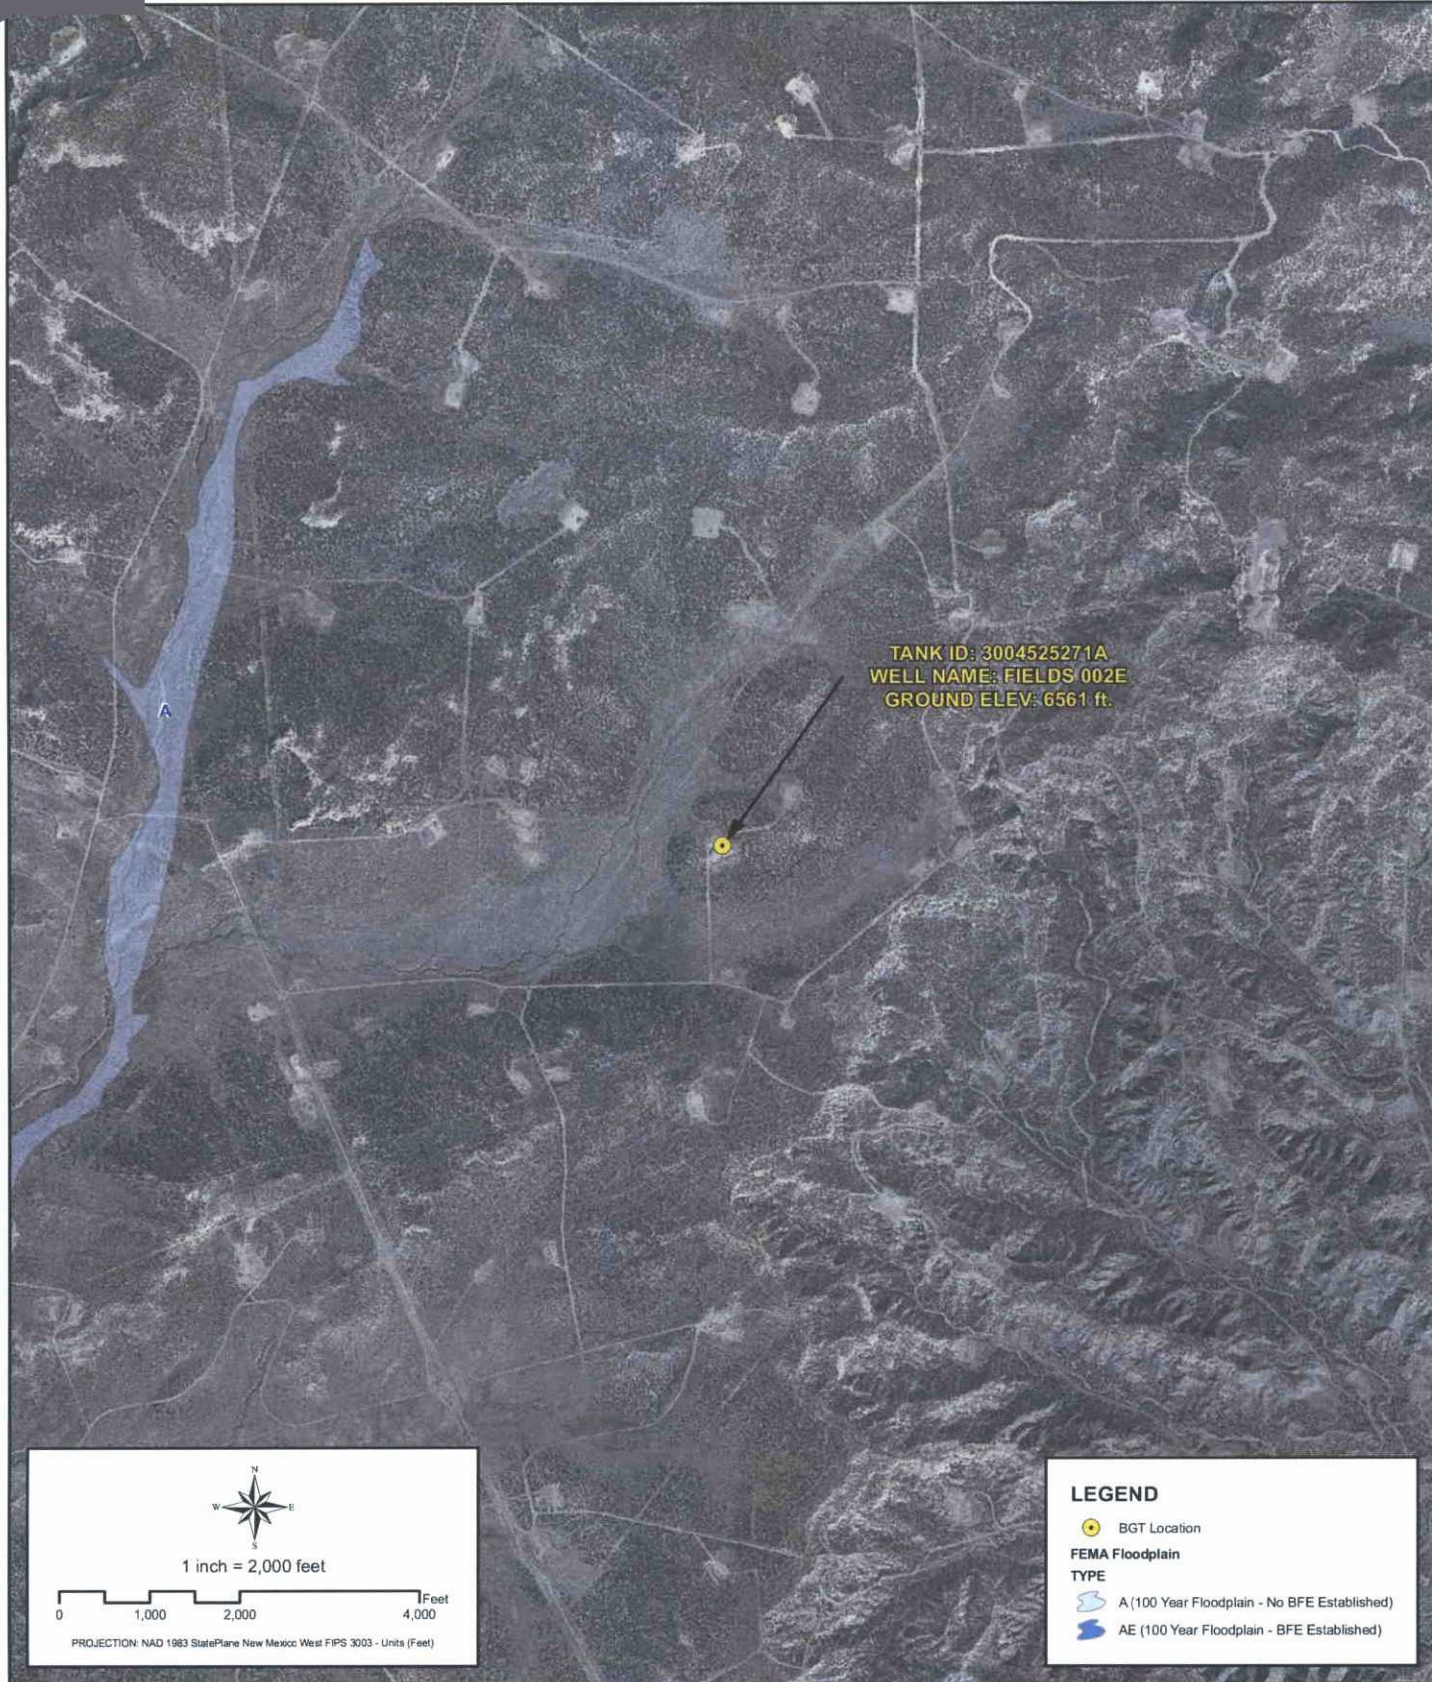 TANK ID: 3004525271A
WELL NAME: FIELDS 002E
GROUND ELEV: 6561 ft.
A
N
W E
S
1 inch = 2,000 feet
Feet
0 1,000 2,000 4,000
PROJECTION: NAD 1983 StatePlane New Mexico West FIPS 3003 - Units (Feet)
LEGEND
BGT Location
FEMA Floodplain
TYPE
A (100 Year Floodplain - No BFE Established)
AE (100 Year Floodplain - BFE Established)